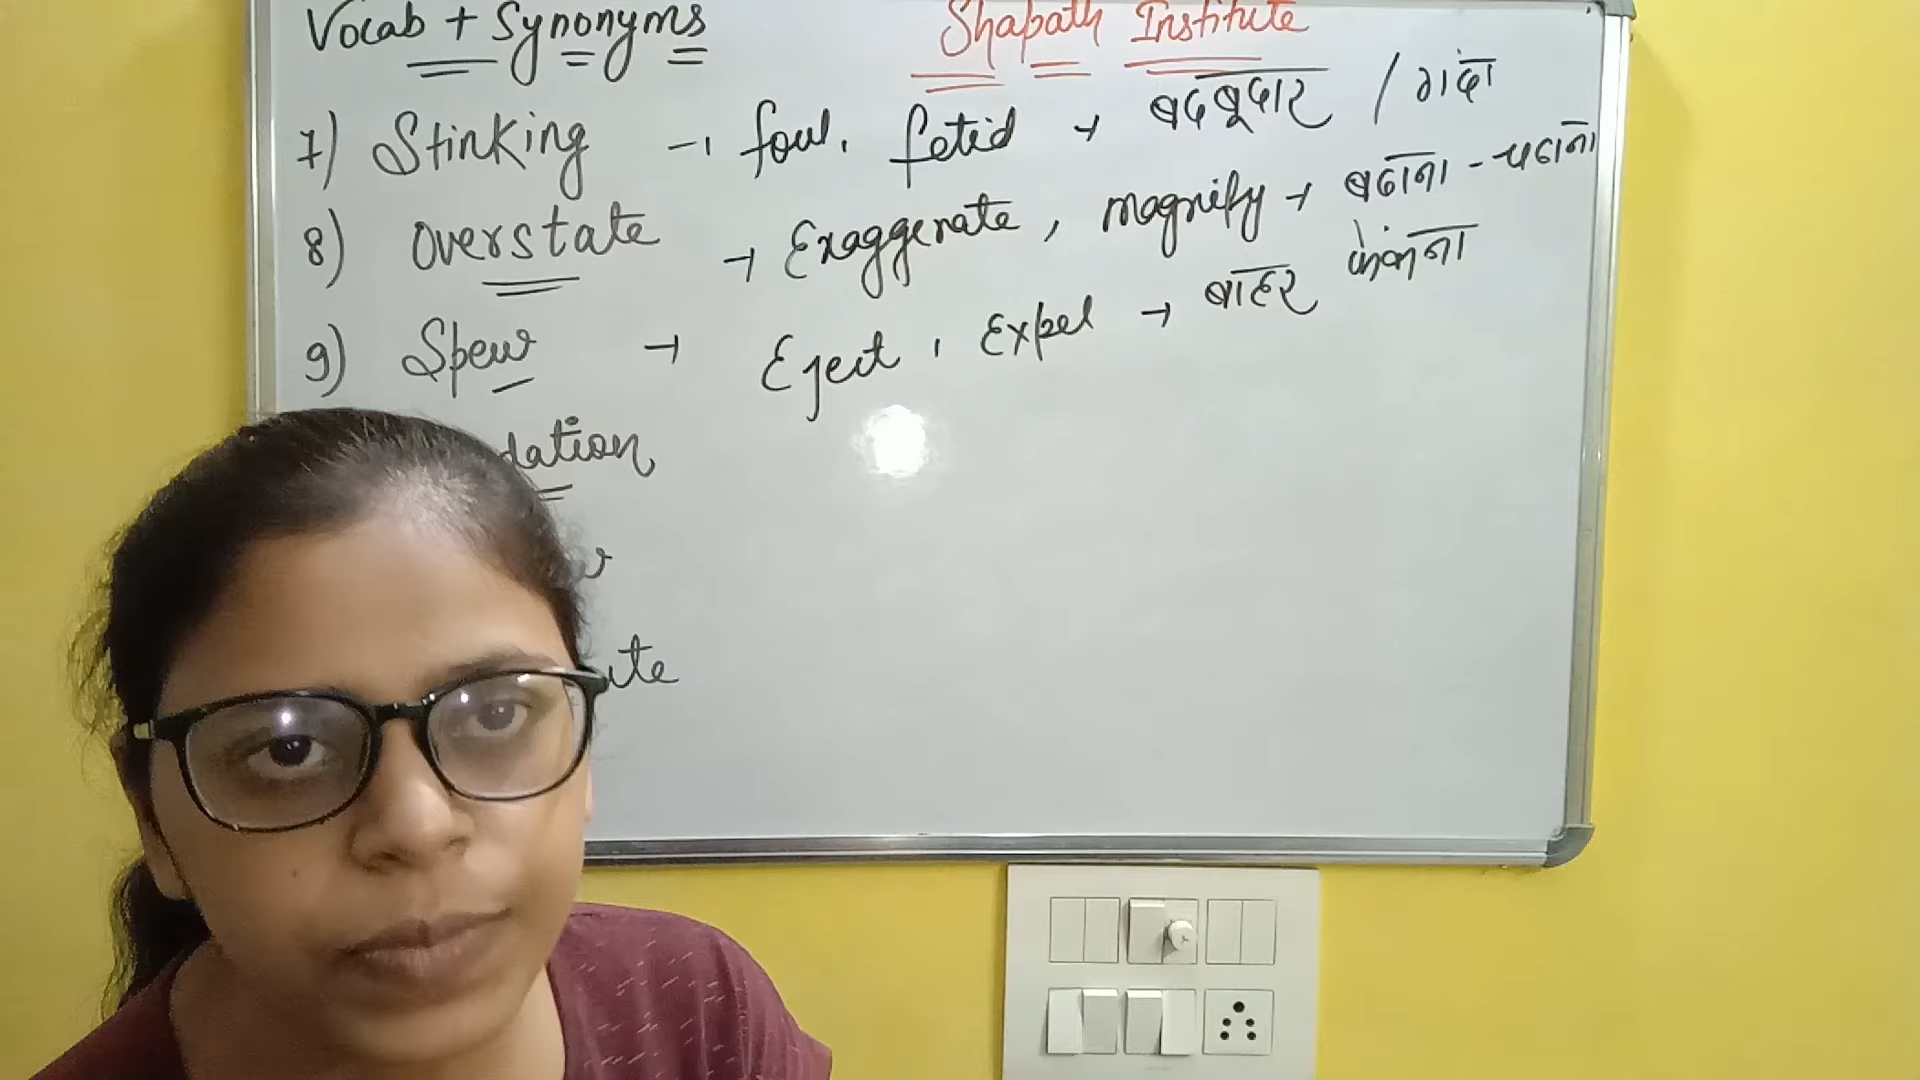 Vocab + Synonyms Shapath Institute
7) Stinking → foul, fetid → बदबूदार / गंदा
8) Overstate → Exaggerate, magnify → बढाना - चढाना
9) Spew → Eject, Expel → बाहर फेंकना
dation